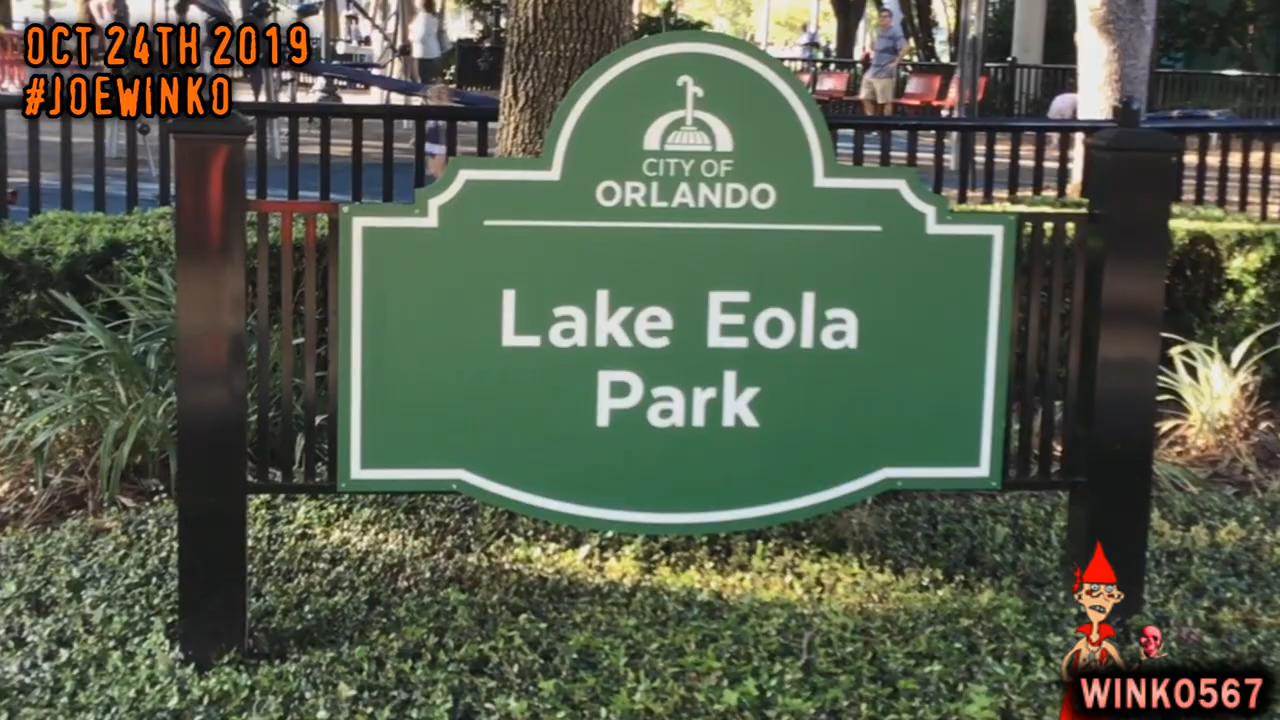 OCT 24TH 2019
#JOEWINKO
CITY OF
ORLANDO
Lake Eola
Park
WINKO567